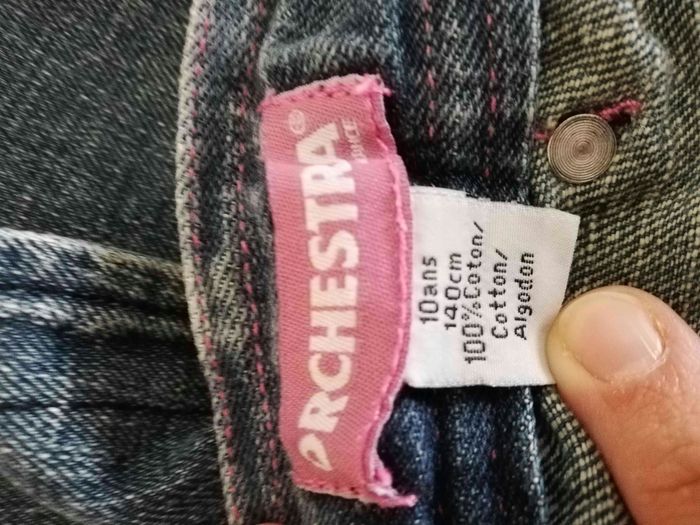 ORCHESTRA®
10ans
140cm
100%Coton/
Cotton/
Algodon